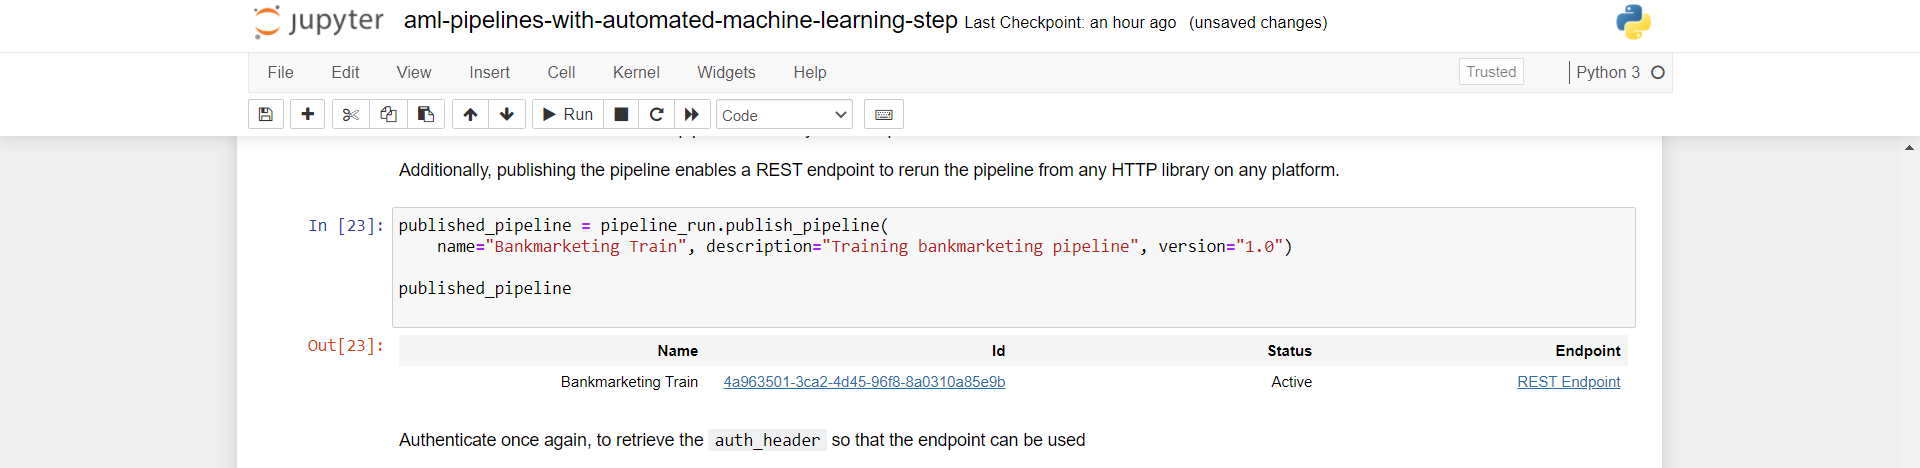 jupyter aml-pipelines-with-automated-machine-learning-step Last Checkpoint: an hour ago (unsaved changes)
File Edit View Insert Cell Kernel Widgets Help Trusted Python 3
Run Code
Additionally, publishing the pipeline enables a REST endpoint to rerun the pipeline from any HTTP library on any platform.
In [23]: published_pipeline = pipeline_run.publish_pipeline(
name="Bankmarketing Train", description="Training bankmarketing pipeline", version="1.0")
published_pipeline
Out[23]: Name Id Status Endpoint
Bankmarketing Train 4a963501-3ca2-4d45-96f8-8a0310a85e9b Active REST Endpoint
Authenticate once again, to retrieve the auth_header so that the endpoint can be used